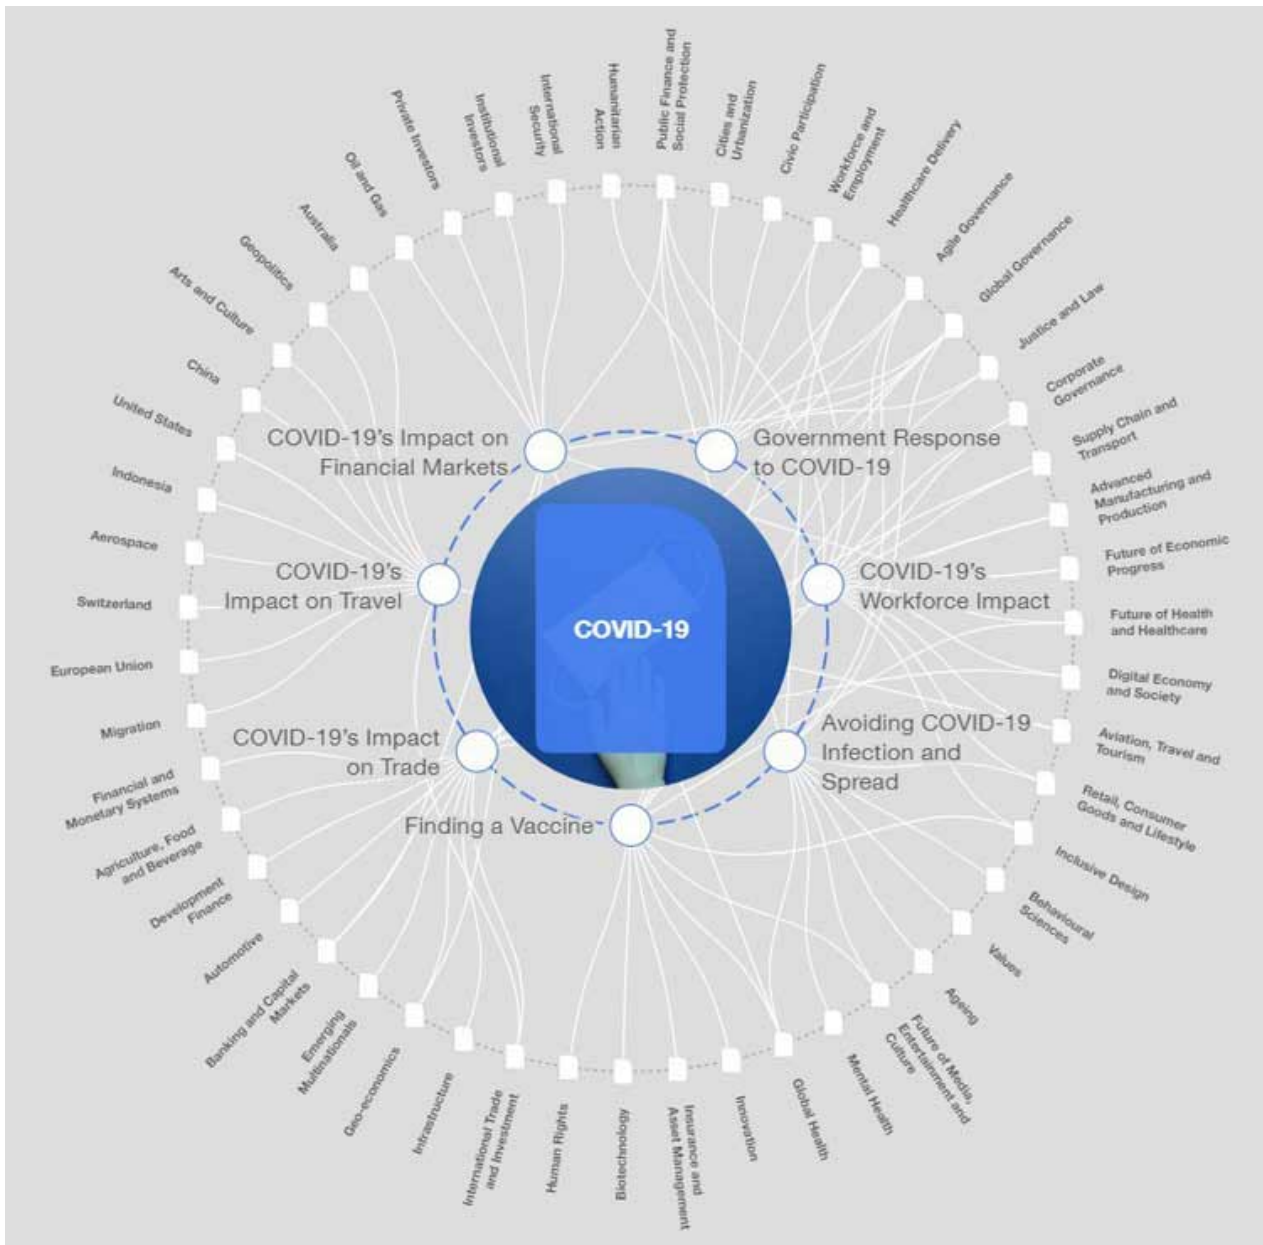 Humanitarian
Action
Public Finance and
Social Protection
Cities and
Urbanization
Civic Participation
Workforce and
Employment
Healthcare Delivery
Agile Governance
Global Governance
Justice and Law
Corporate
Governance
Supply Chain and
Transport
Advanced
Manufacturing and
Production
Future of Economic
Progress
Future of Health
and Healthcare
Digital Economy
and Society
Aviation, Travel and
Tourism
Retail, Consumer
Goods and Lifestyle
Inclusive Design
Behavioural
Sciences
Values
Ageing
Future of Media,
Entertainment and
Culture
Mental Health
Global Health
Innovation
Insurance and
Asset Management
Biotechnology
Human Rights
International Trade
and Investment
Infrastructure
Geo-economics
Emerging
Multinationals
Banking and Capital
Markets
Automotive
Development
Finance
Agriculture, Food
and Beverage
Financial and
Monetary Systems
Migration
European Union
Switzerland
Aerospace
Indonesia
United States
China
Arts and Culture
Geopolitics
Australia
Oil and Gas
Private Investors
Institutional
Investors
International
Security
COVID-19's Impact on
Financial Markets
Government Response
to COVID-19
COVID-19's
Impact on Travel
COVID-19's
Workforce Impact
COVID-19
COVID-19's Impact
on Trade
Avoiding COVID-19
Infection and
Spread
Finding a Vaccine